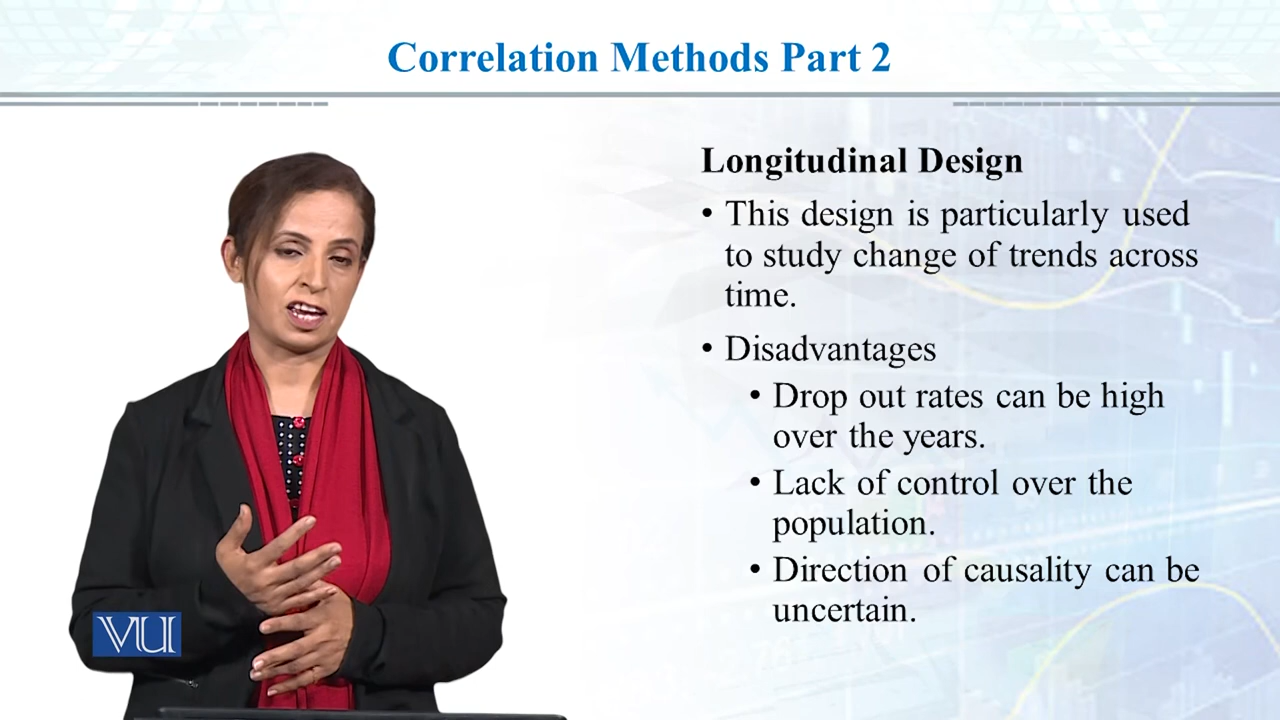 Correlation Methods Part 2
Longitudinal Design
• This design is particularly used
to study change of trends across
time.
• Disadvantages
• Drop out rates can be high
over the years.
• Lack of control over the
population.
• Direction of causality can be
uncertain.
VU